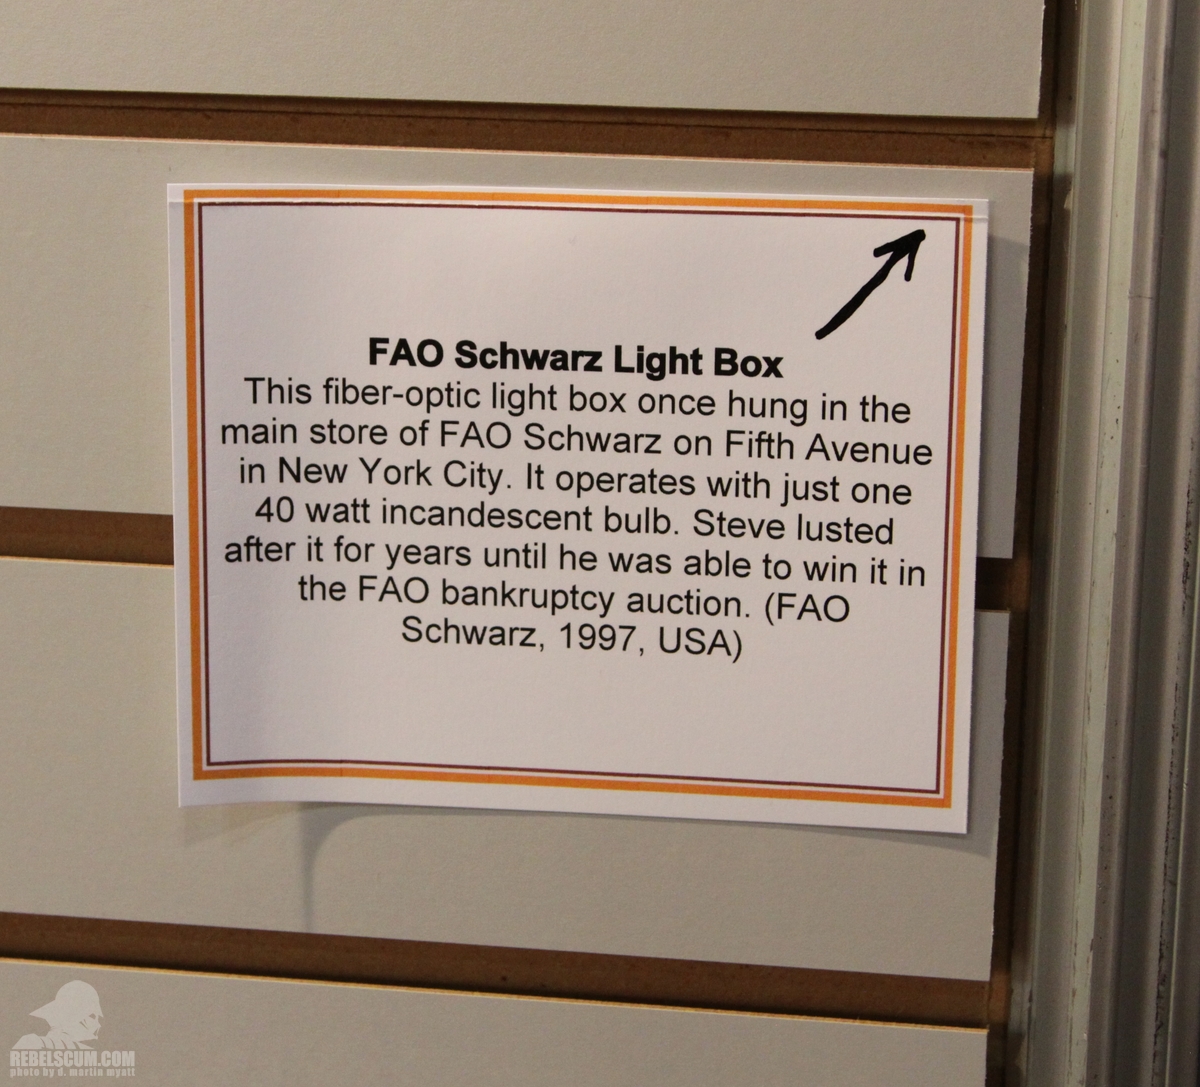 FAO Schwarz Light Box
This fiber-optic light box once hung in the
main store of FAO Schwarz on Fifth Avenue
in New York City. It operates with just one
40 watt incandescent bulb. Steve lusted
after it for years until he was able to win it in
the FAO bankruptcy auction. (FAO
Schwarz, 1997, USA)
REBELSCUM.COM
photo by d. martin myatt